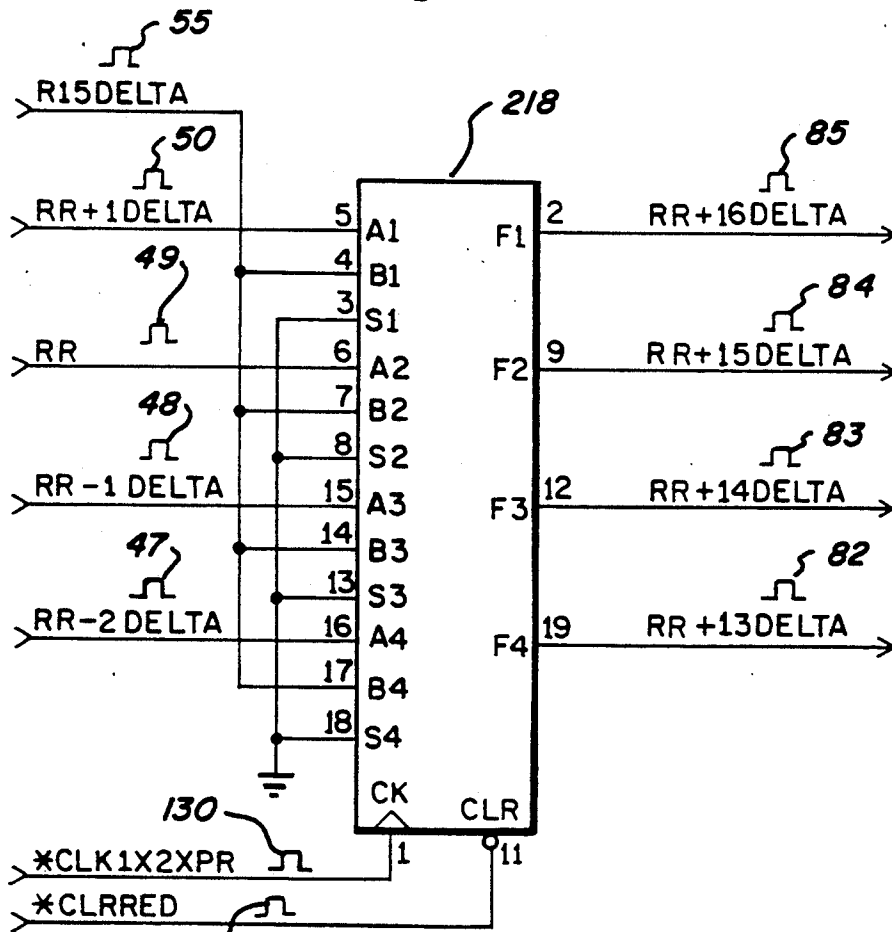 55
R15DELTA
218
50
RR+1DELTA
85
2
RR+16DELTA
5
A1
F1
4
B1
49
3
S1
84
RR
6
A2
9
RR+15DELTA
F2
7
B2
48
8
S2
83
RR-1 DELTA
15
A3
12
RR+14DELTA
F3
14
B3
47
13
S3
82
RR-2 DELTA
16
A4
19
RR+13DELTA
F4
17
B4
18
S4
130
CK
CLR
*CLK1X2XPR
1
11
*CLRRED